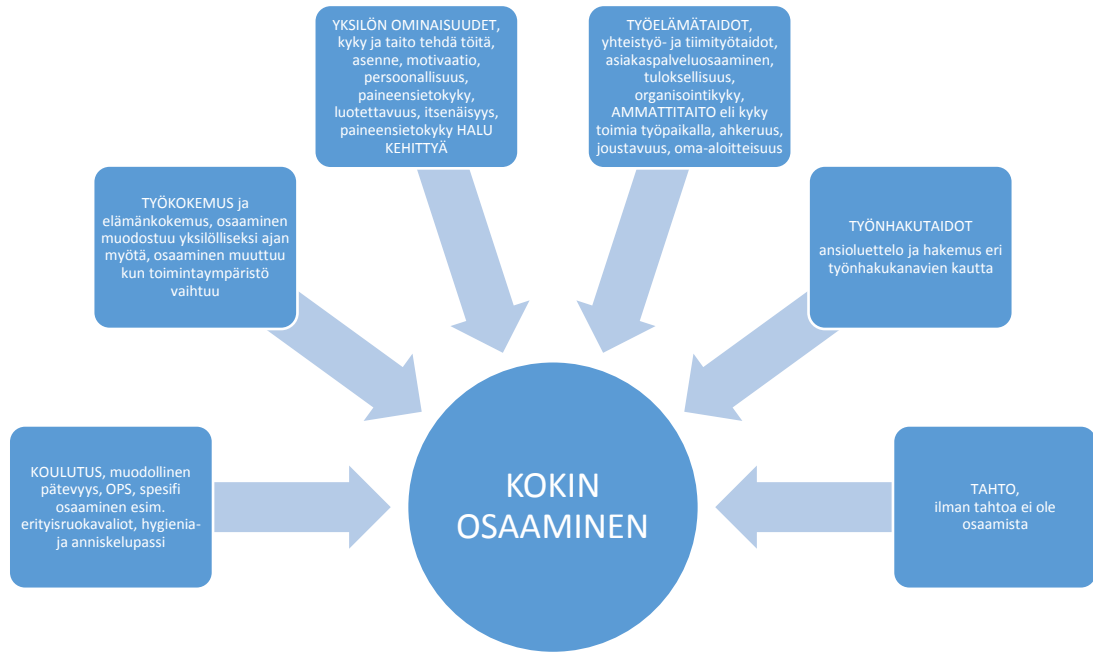 YKSILÖN OMINAISUUDET,
kyky ja taito tehdä töitä,
asenne, motivaatio,
persoonallisuus,
paineensietokyky,
luotettavuus, itsenäisyys,
paineensietokyky HALU
KEHITTYÄ
TYÖELÄMÄTAIDOT,
yhteistyö- ja tiimityötaidot,
asiakaspalveluosaaminen,
tuloksellisuus,
organisointikyky,
AMMATTITAITO eli kyky
toimia työpaikalla, ahkeruus,
joustavuus, oma-aloitteisuus
TYÖKOKEMUS ja
elämänkokemus, osaaminen
muodostuu yksilölliseksi ajan
myötä, osaaminen muuttuu
kun toimintaympäristö
vaihtuu
TYÖNHAKUTAIDOT
ansioluettelo ja hakemus eri
työnhakukanavien kautta
KOULUTUS, muodollinen
pätevyys, OPS, spesifi
osaaminen esim.
erityisruokavaliot, hygienia-
ja anniskelupassi
KOKIN
OSAAMINEN
TAHTO,
ilman tahtoa ei ole
osaamista